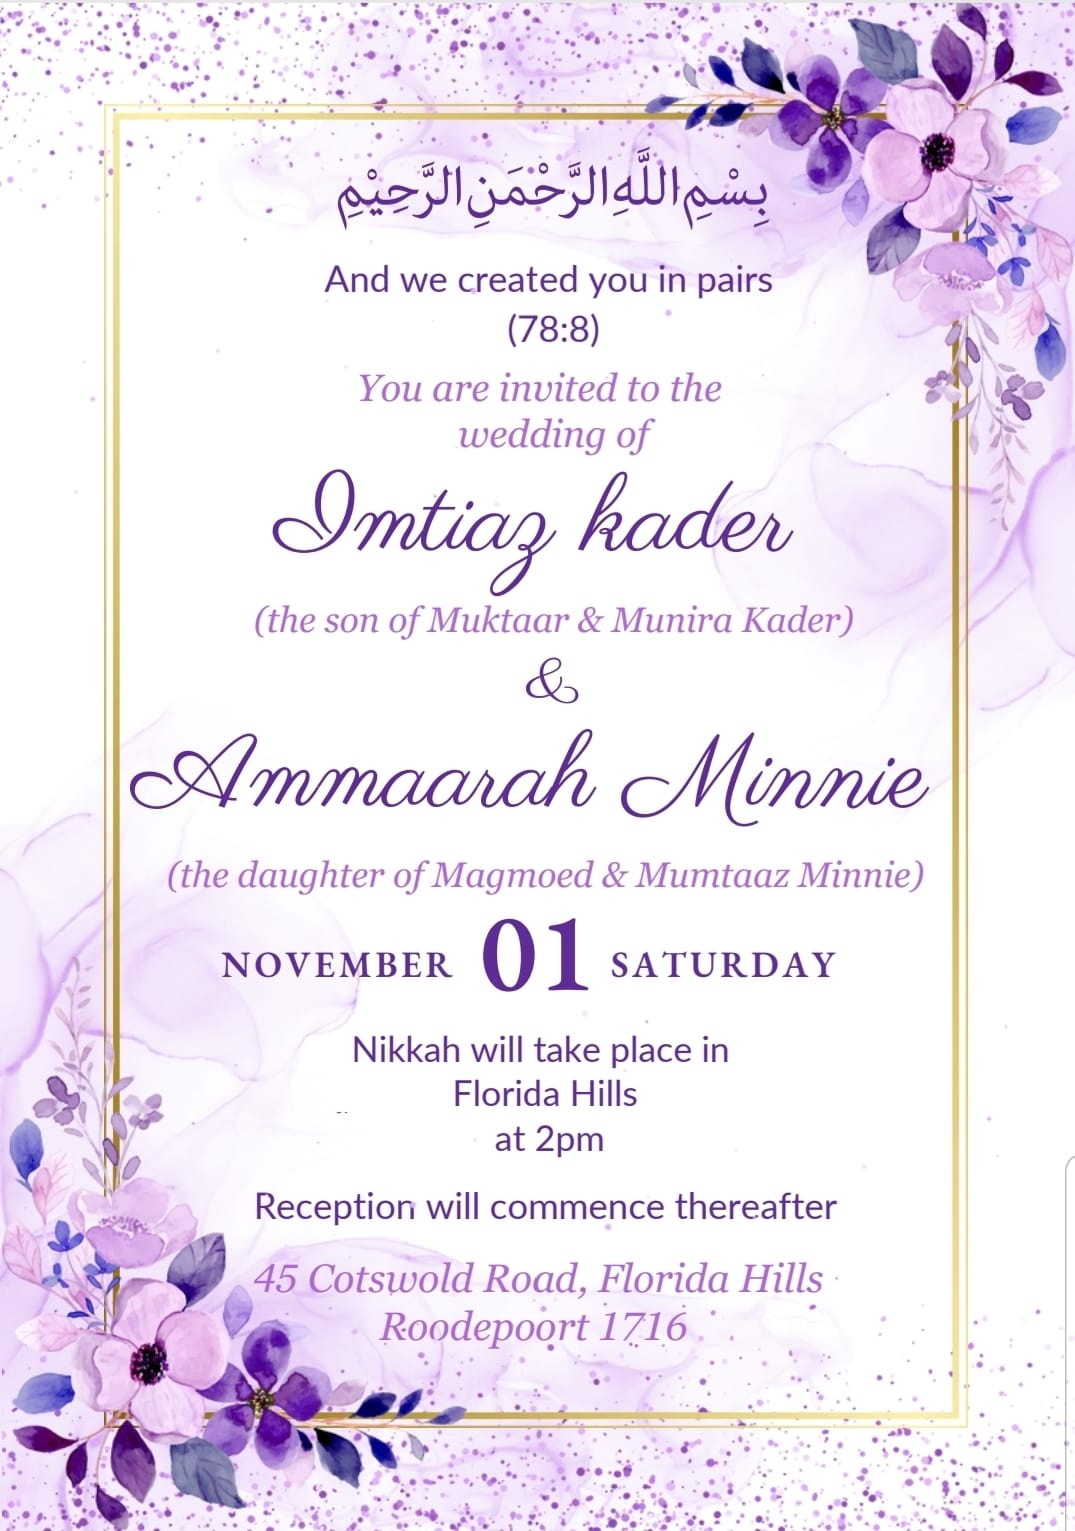 بِسْمِ اللَّهِ الرَّحْمَنِ الرَّحِيْمِ
And we created you in pairs
(78:8)
You are invited to the
wedding of
Imtiaz kader
(the son of Muktaar & Munira Kader)
&
Ammaarah Minnie
(the daughter of Magmoed & Mumtaaz Minnie)
NOVEMBER 01 SATURDAY
Nikkah will take place in
Florida Hills
at 2pm
Reception will commence thereafter
45 Cotswold Road, Florida Hills
Roodepoort 1716